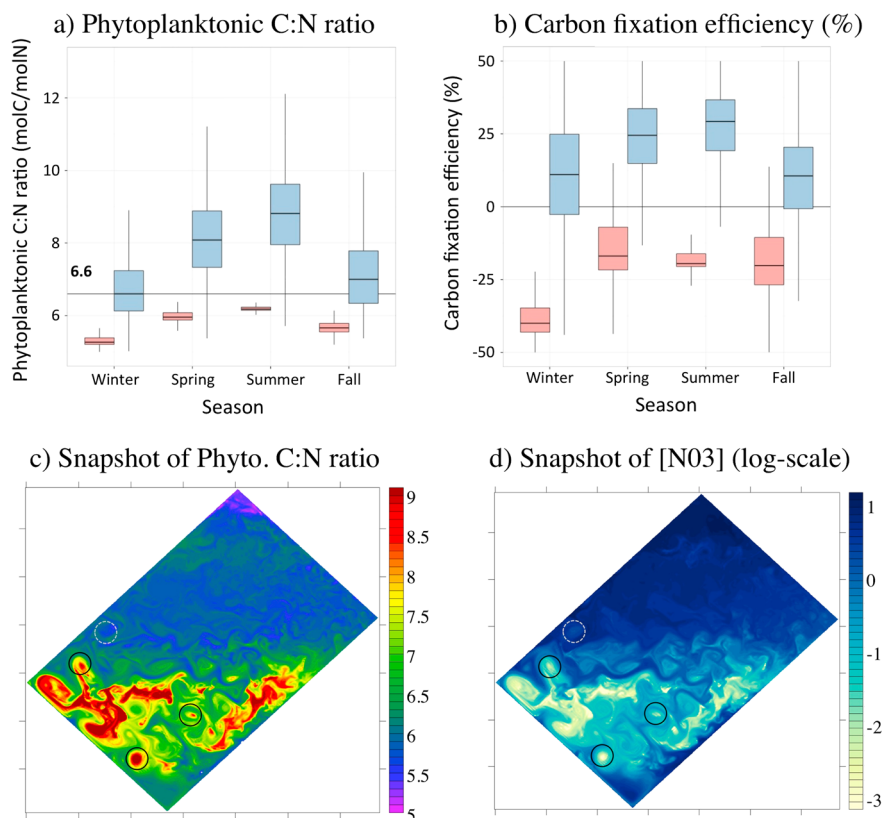 a) Phytoplanktonic C:N ratio
b) Carbon fixation efficiency (%)
Phytoplanktonic C:N ratio (molC/molN)
12
10
8
6.6
6
Winter
Spring
Summer
Fall
Season
Carbon fixation efficiency (%)
50
25
0
-25
-50
Winter
Spring
Summer
Fall
Season
c) Snapshot of Phyto. C:N ratio
d) Snapshot of [N03] (log-scale)
9
8.5
8
7.5
7
6.5
6
5.5
5
1
0
-1
-2
-3